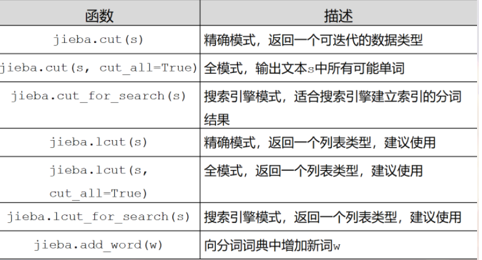 函数 描述
jieba.cut(s) 精确模式，返回一个可迭代的数据类型
jieba.cut(s, cut_all=True) 全模式，输出文本s中所有可能单词
jieba.cut_for_search(s) 搜索引擎模式，适合搜索引擎建立索引的分词
结果
jieba.lcut(s) 精确模式，返回一个列表类型，建议使用
jieba.lcut(s, 全模式，返回一个列表类型，建议使用
cut_all=True)
jieba.lcut_for_search(s) 搜索引擎模式，返回一个列表类型，建议使用
jieba.add_word(w) 向分词词典中增加新词w